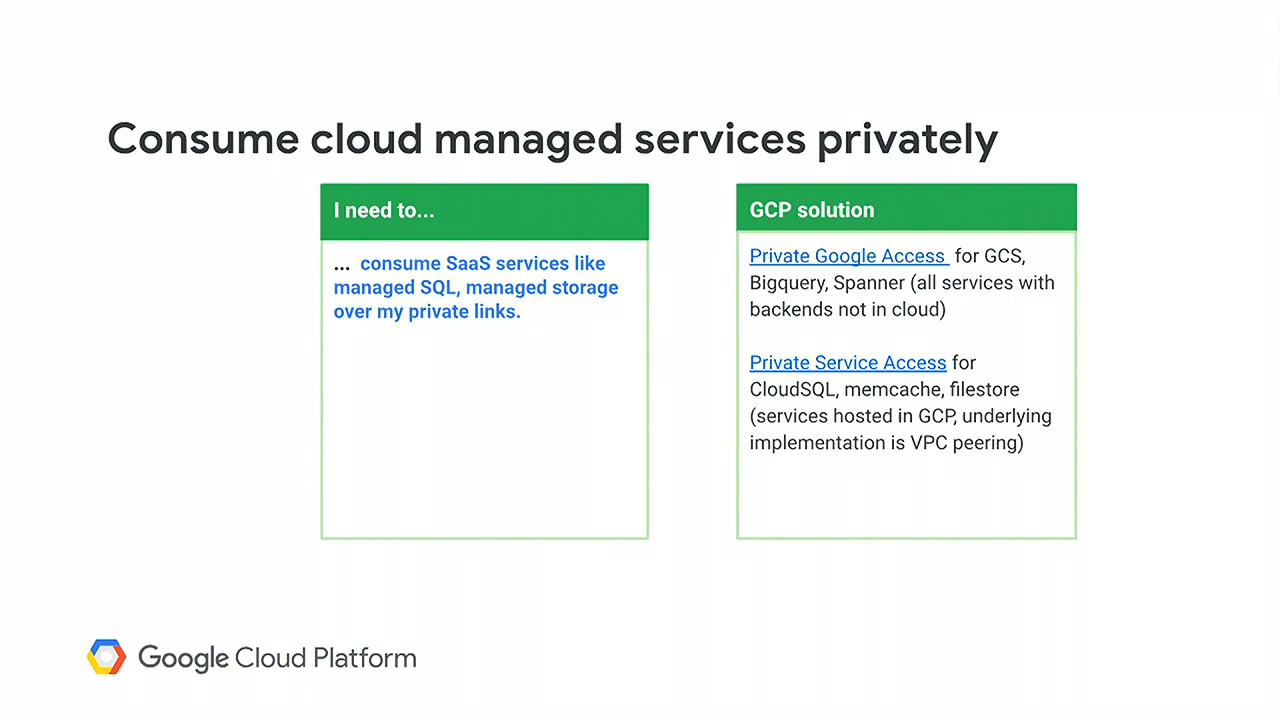 Consume cloud managed services privately
I need to...
... consume SaaS services like
managed SQL, managed storage
over my private links.
GCP solution
Private Google Access for GCS,
Bigquery, Spanner (all services with
backends not in cloud)
Private Service Access for
CloudSQL, memcache, filestore
(services hosted in GCP, underlying
implementation is VPC peering)
Google Cloud Platform